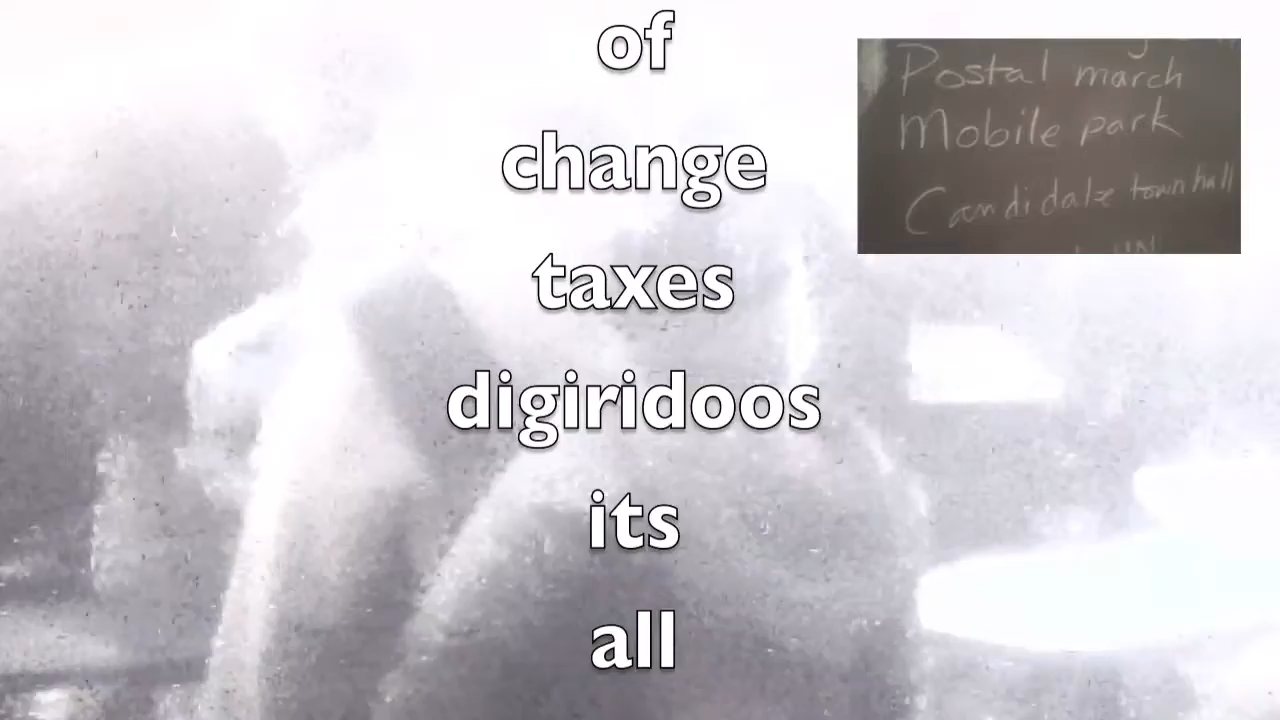 of
change
taxes
digiridoos
its
all
Postal march
Mobile park
Candidate town hall